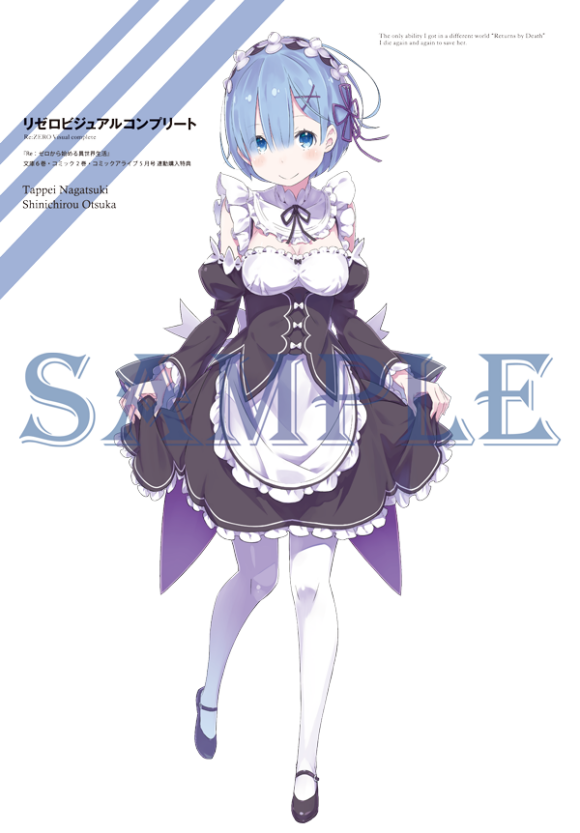 The only ability I got in a different world "Returns by Death"
I die again and again to save her.
リゼロビジュアルコンプリート
Re:ZERO Visual complete
『Re：ゼロから始める異世界生活』
文庫6巻・コミック2巻・コミックアライブ5月号連動購入特典
Tappei Nagatsuki
Shinichirou Otsuka
SAMPLE